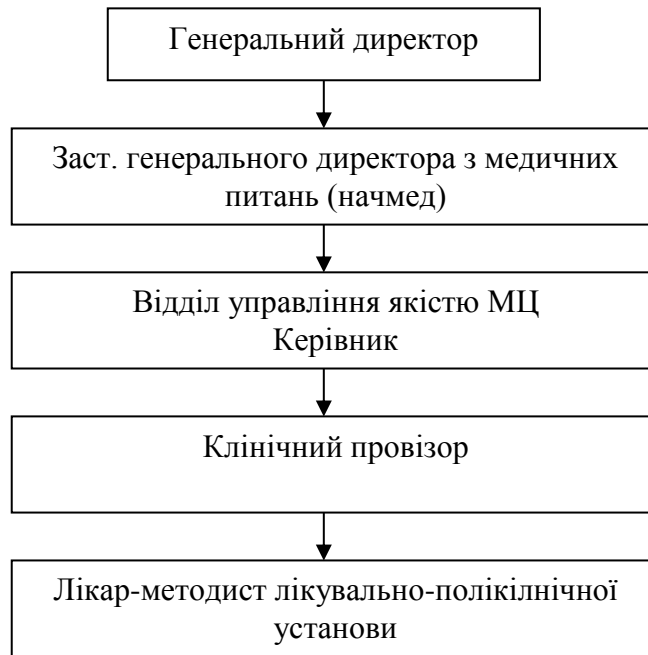 Генеральний директор
Заст. генерального директора з медичних
питань (начмед)
Відділ управління якістю МЦ
Керівник
Клінічний провізор
Лікар-методист лікувально-полікілнічної
установи